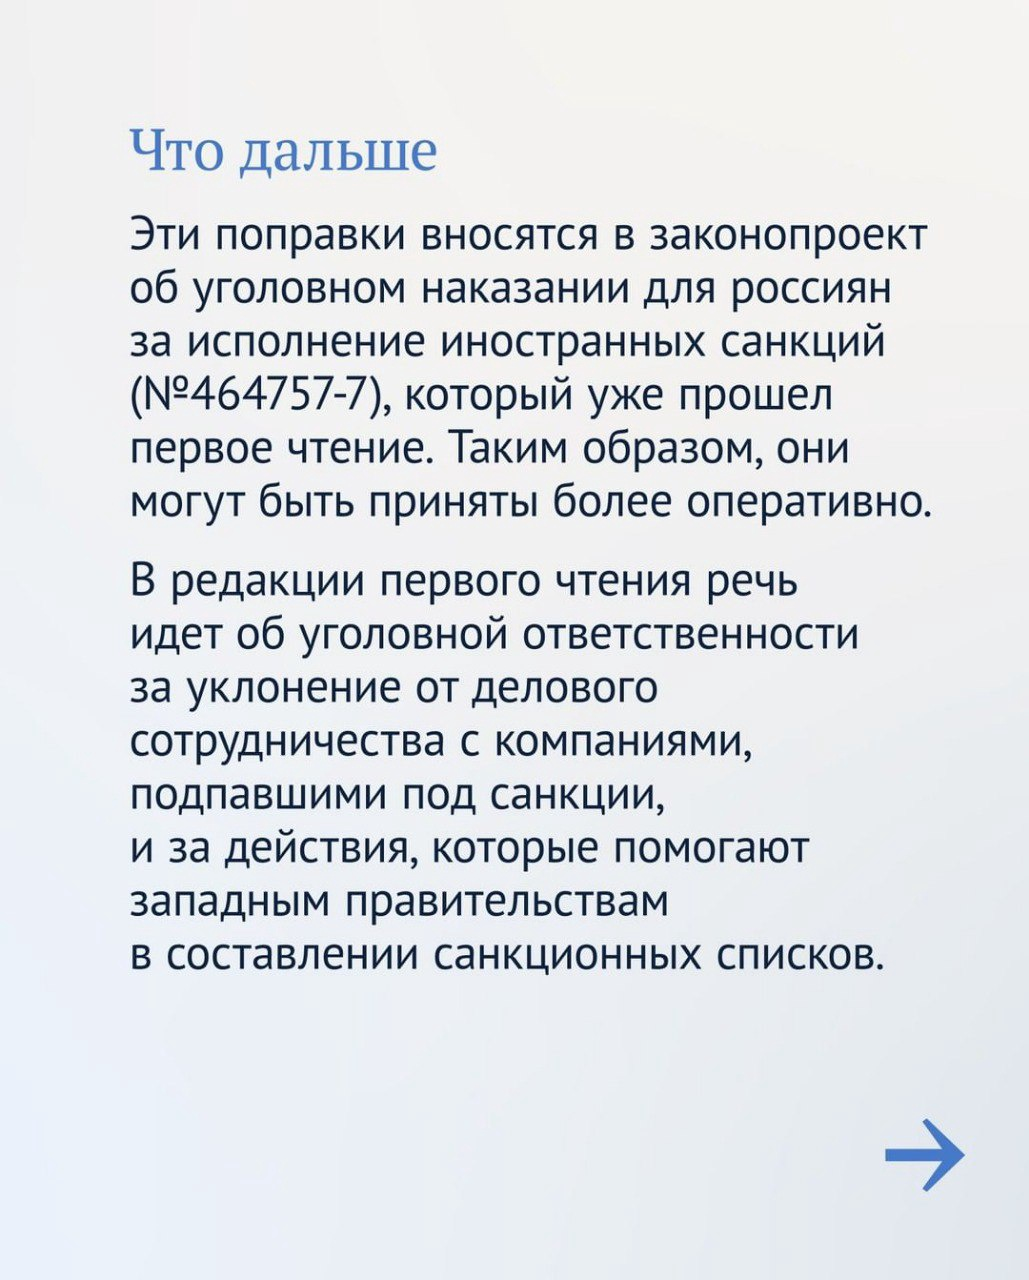 Что дальше
Эти поправки вносятся в законопроект
об уголовном наказании для россиян
за исполнение иностранных санкций
(№464757-7), который уже прошел
первое чтение. Таким образом, они
могут быть приняты более оперативно.
В редакции первого чтения речь
идет об уголовной ответственности
за уклонение от делового
сотрудничества с компаниями,
подпавшими под санкции,
и за действия, которые помогают
западным правительствам
в составлении санкционных списков.